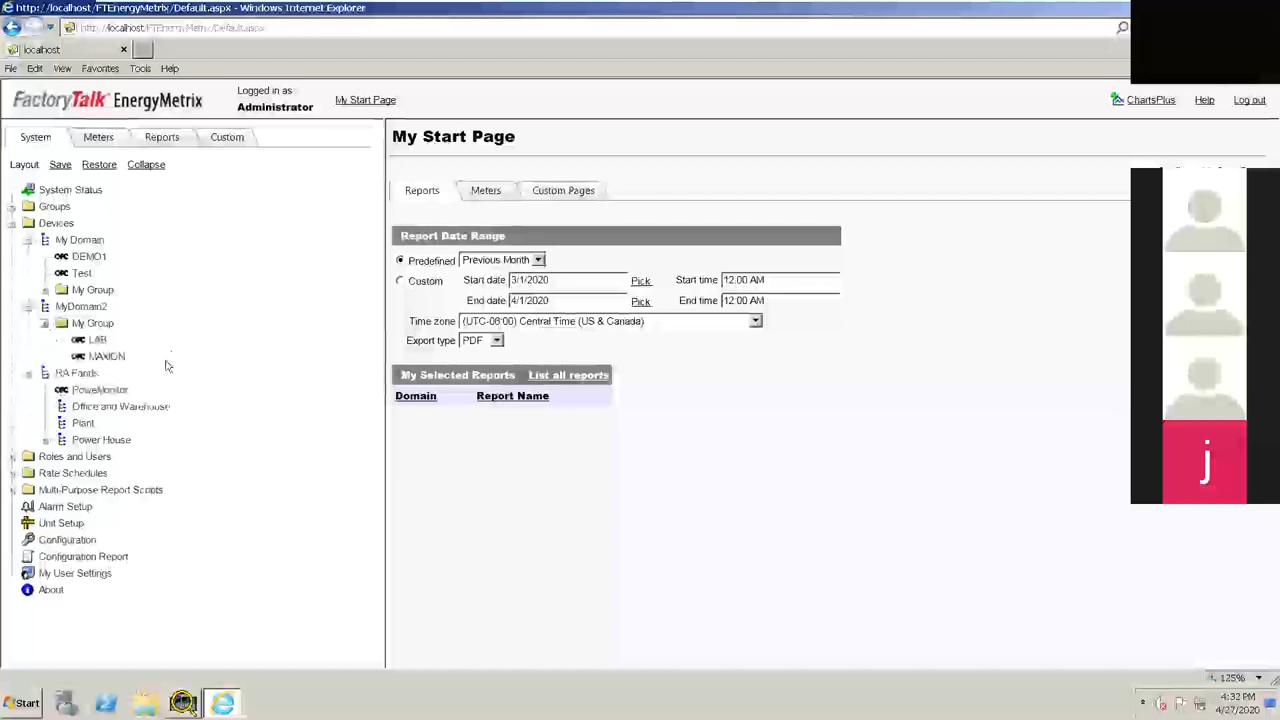 http://localhost/FTEnergyMetrix/Default.aspx - Windows Internet Explorer
http://localhost/FTEnergyMetrix/Default.aspx
localhost
File Edit View Favorites Tools Help
FactoryTalk EnergyMetrix
Logged in as
Administrator
My Start Page
ChartsPlus Help Log out
System Meters Reports Custom
Layout: Save Restore Collapse
System Status
Groups
Devices
My Domain
DEMO1
Test
My Group
MyDomain2
My Group
LAB
MAXION
RA Pands
PoweMonitor
Office and Warehouse
Plant
Power House
Roles and Users
Rate Schedules
Multi-Purpose Report Scripts
Alarm Setup
Unit Setup
Configuration
Configuration Report
My User Settings
About
My Start Page
Reports Meters Custom Pages
Report Date Range
Predefined Previous Month
Custom Start date 3/1/2020 Pick Start time 12:00 AM
End date 4/1/2020 Pick End time 12:00 AM
Time zone (UTC-06:00) Central Time (US & Canada)
Export type PDF
My Selected Reports List all reports
Domain Report Name
j
125%
Start
4:32 PM
4/27/2020